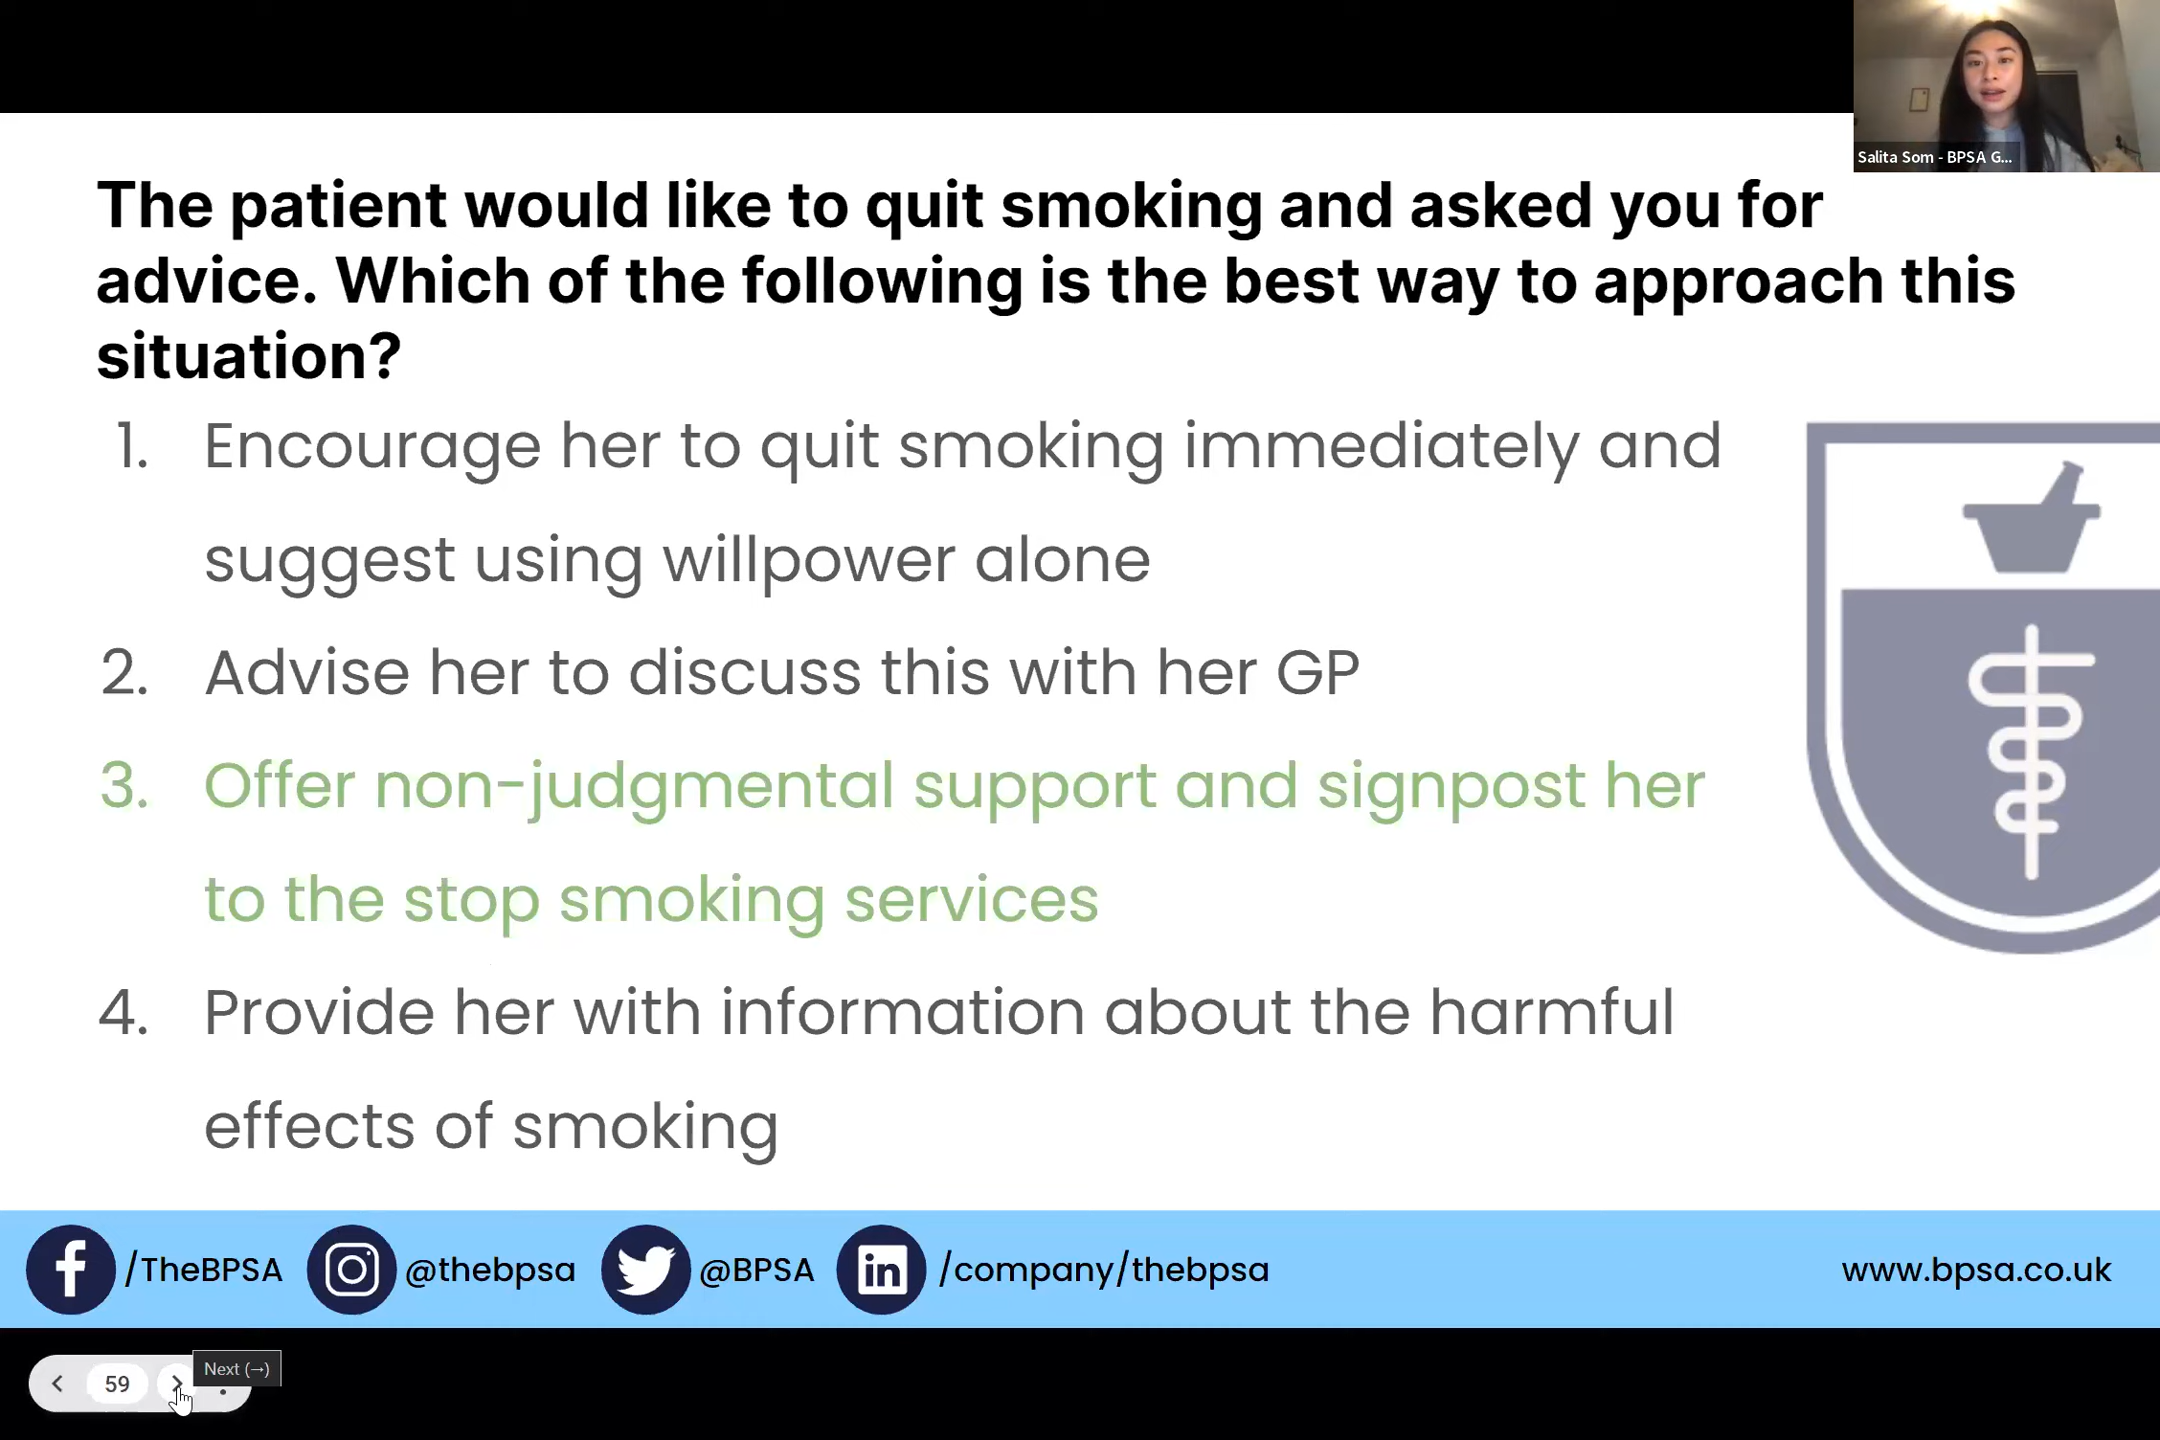 Salita Som - BPSA G...
The patient would like to quit smoking and asked you for
advice. Which of the following is the best way to approach this
situation?
1. Encourage her to quit smoking immediately and
suggest using willpower alone
2. Advise her to discuss this with her GP
3. Offer non-judgmental support and signpost her
to the stop smoking services
4. Provide her with information about the harmful
effects of smoking
/TheBPSA @thebpsa @BPSA /company/thebpsa www.bpsa.co.uk
59 Next (→)